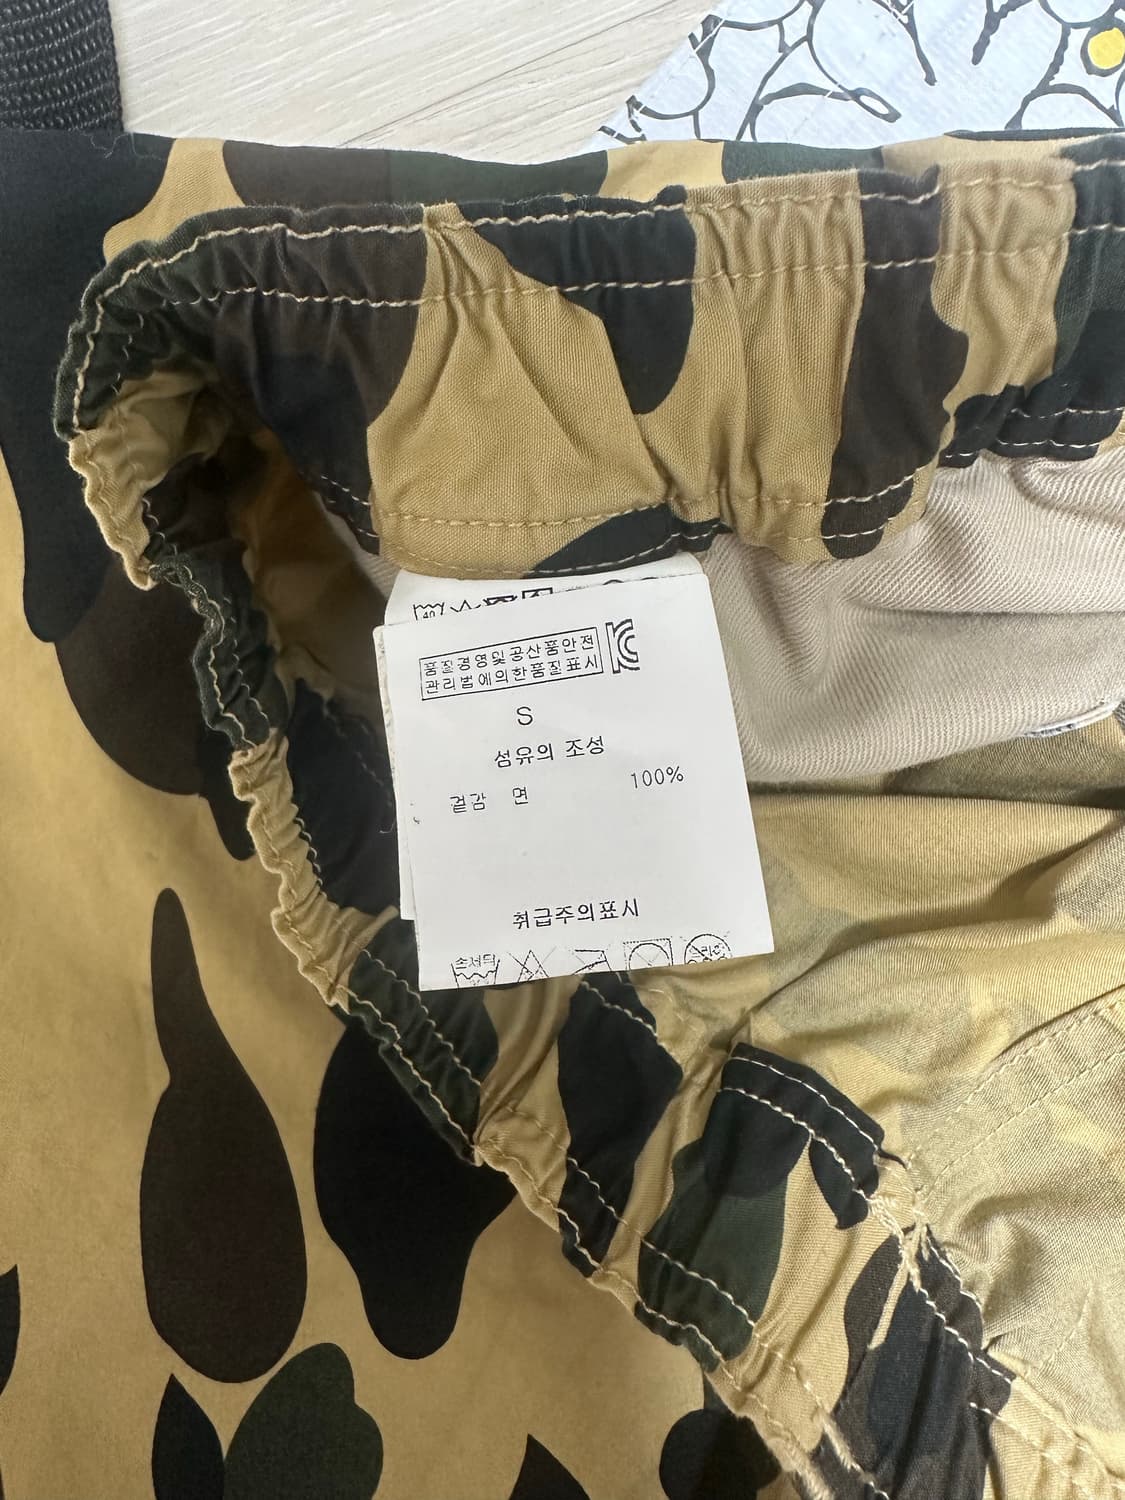 40
품질경영및공산품안전
관리법에의한품질표시
S
섬유의 조성
겉감 면 100%
취급주의표시
손세탁